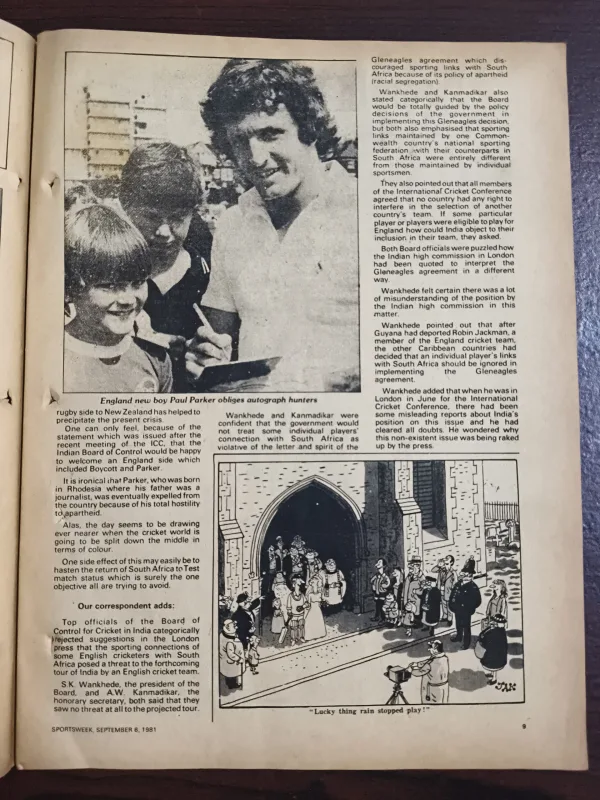 England new boy Paul Parker obliges autograph hunters
rugby side to New Zealand has helped to
precipitate the present crisis.
One can only feel, because of the
statement which was issued after the
recent meeting of the ICC, that the
Indian Board of Control would be happy
to welcome an England side which
included Boycott and Parker.
It is ironical that Parker, who was born
in Rhodesia where his father was a
journalist, was eventually expelled from
the country because of his total hostility
to apartheid.
Alas, the day seems to be drawing
ever nearer when the cricket world is
going to be split down the middle in
terms of colour.
One side effect of this may easily be to
hasten the return of South Africa to Test
match status which is surely the one
objective all are trying to avoid.
Our correspondent adds:
Top officials of the Board of
Control for Cricket in India categorically
rejected suggestions in the London
press that the sporting connections of
some English cricketers with South
Africa posed a threat to the forthcoming
tour of India by an English cricket team.
S.K. Wankhede, the president of the
Board, and A.W. Kanmadikar, the
honorary secretary, both said that they
saw no threat at all to the projected tour.
Wankhede and Kanmadikar were
confident that the government would
not treat some individual players'
connection with South Africa as
violative of the letter and spirit of the
Gleneagles agreement which dis-
couraged sporting links with South
Africa because of its policy of apartheid
(racial segregation).
Wankhede and Kanmadikar also
stated categorically that the Board
would be totally guided by the policy
decisions of the government in
implementing this Gleneagles decision,
but both also emphasised that sporting
links maintained by one Common-
wealth country's national sporting
federation with their counterparts in
South Africa were entirely different
from those maintained by individual
sportsmen.
They also pointed out that all members
of the International Cricket Conference
agreed that no country had any right to
interfere in the selection of another
country's team. If some particular
player or players were eligible to play for
England how could India object to their
inclusion in their team, they asked.
Both Board officials were puzzled how
the Indian high commission in London
had been quoted to interpret the
Gleneagles agreement in a different
way.
Wankhede felt certain there was a lot
of misunderstanding of the position by
the Indian high commission in this
matter.
Wankhede pointed out that after
Guyana had deported Robin Jackman, a
member of the England cricket team,
the other Caribbean countries had
decided that an individual player's links
with South Africa should be ignored in
implementing the Gleneagles
agreement.
Wankhede added that when he was in
London in June for the International
Cricket Conference, there had been
some misleading reports about India's
position on this issue and he had
cleared all doubts. He wondered why
this non-existent issue was being raked
up by the press.
"Lucky thing rain stopped play!"
SPORTSWEEK, SEPTEMBER 6, 1981
9